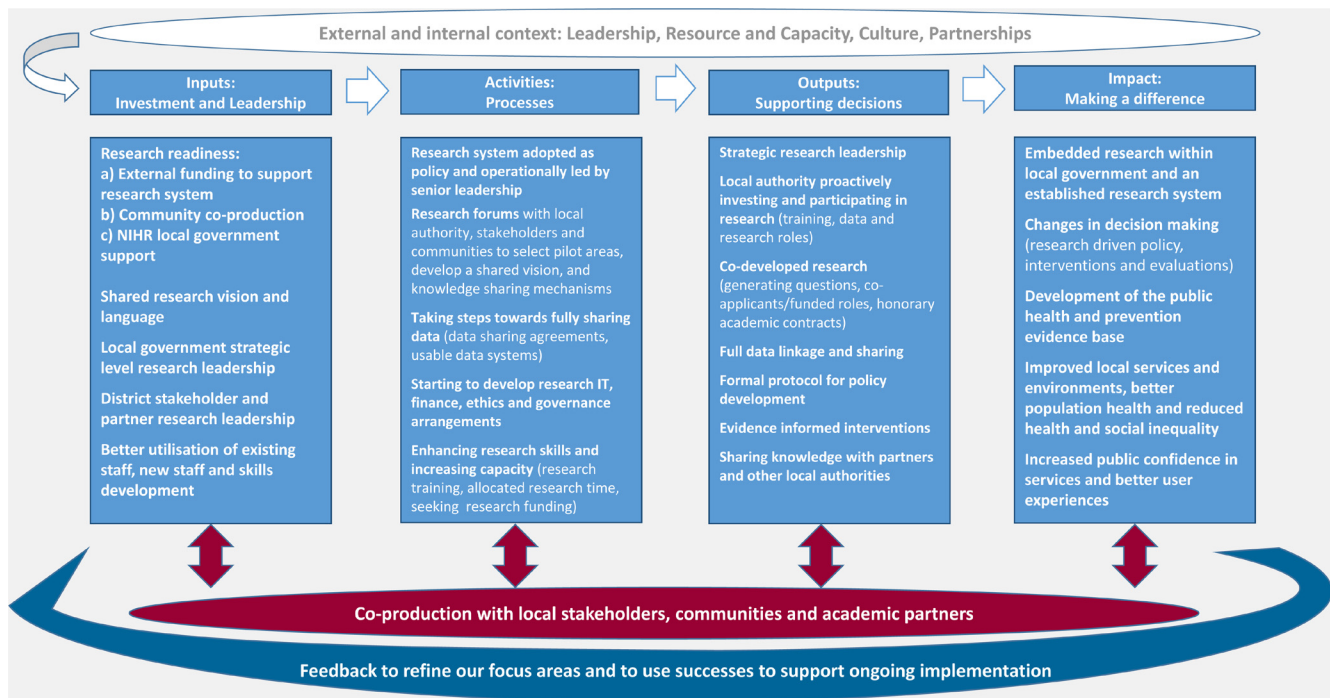 External and internal context: Leadership, Resource and Capacity, Culture, Partnerships
Inputs:
Investment and Leadership
Activities:
Processes
Outputs:
Supporting decisions
Impact:
Making a difference
Research readiness:
a) External funding to support
research system
b) Community co-production
c) NIHR local government
support
Shared research vision and
language
Local government strategic
level research leadership
District stakeholder and
partner research leadership
Better utilisation of existing
staff, new staff and skills
development
Research system adopted as
policy and operationally led by
senior leadership
Research forums with local
authority, stakeholders and
communities to select pilot areas,
develop a shared vision, and
knowledge sharing mechanisms
Taking steps towards fully sharing
data (data sharing agreements,
usable data systems)
Starting to develop research IT,
finance, ethics and governance
arrangements
Enhancing research skills and
increasing capacity (research
training, allocated research time,
seeking research funding)
Strategic research leadership
Local authority proactively
investing and participating in
research (training, data and
research roles)
Co-developed research
(generating questions, co-
applicants/funded roles, honorary
academic contracts)
Full data linkage and sharing
Formal protocol for policy
development
Evidence informed interventions
Sharing knowledge with partners
and other local authorities
Embedded research within
local government and an
established research system
Changes in decision making
(research driven policy,
interventions and evaluations)
Development of the public
health and prevention
evidence base
Improved local services and
environments, better
population health and reduced
health and social inequality
Increased public confidence in
services and better user
experiences
Co-production with local stakeholders, communities and academic partners
Feedback to refine our focus areas and to use successes to support ongoing implementation